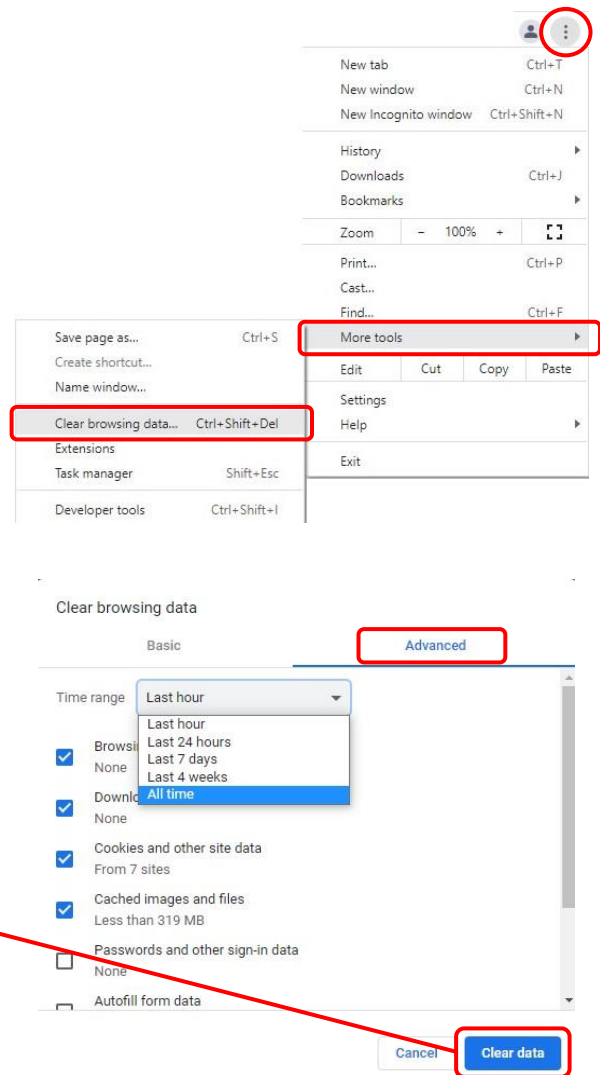 New tab Ctrl+T
New window Ctrl+N
New Incognito window Ctrl+Shift+N
History
Downloads Ctrl+J
Bookmarks
Zoom - 100% +
Print... Ctrl+P
Cast...
Find... Ctrl+F
More tools
Edit Cut Copy Paste
Settings
Help
Exit
Save page as... Ctrl+S
Create shortcut...
Name window...
Clear browsing data... Ctrl+Shift+Del
Extensions
Task manager Shift+Esc
Developer tools Ctrl+Shift+I
Clear browsing data
Basic Advanced
Time range Last hour
Last hour
Last 24 hours
Last 7 days
Last 4 weeks
All time
None
None
Cookies and other site data
From 7 sites
Cached images and files
Less than 319 MB
Passwords and other sign-in data
None
Autofill form data
Cancel Clear data